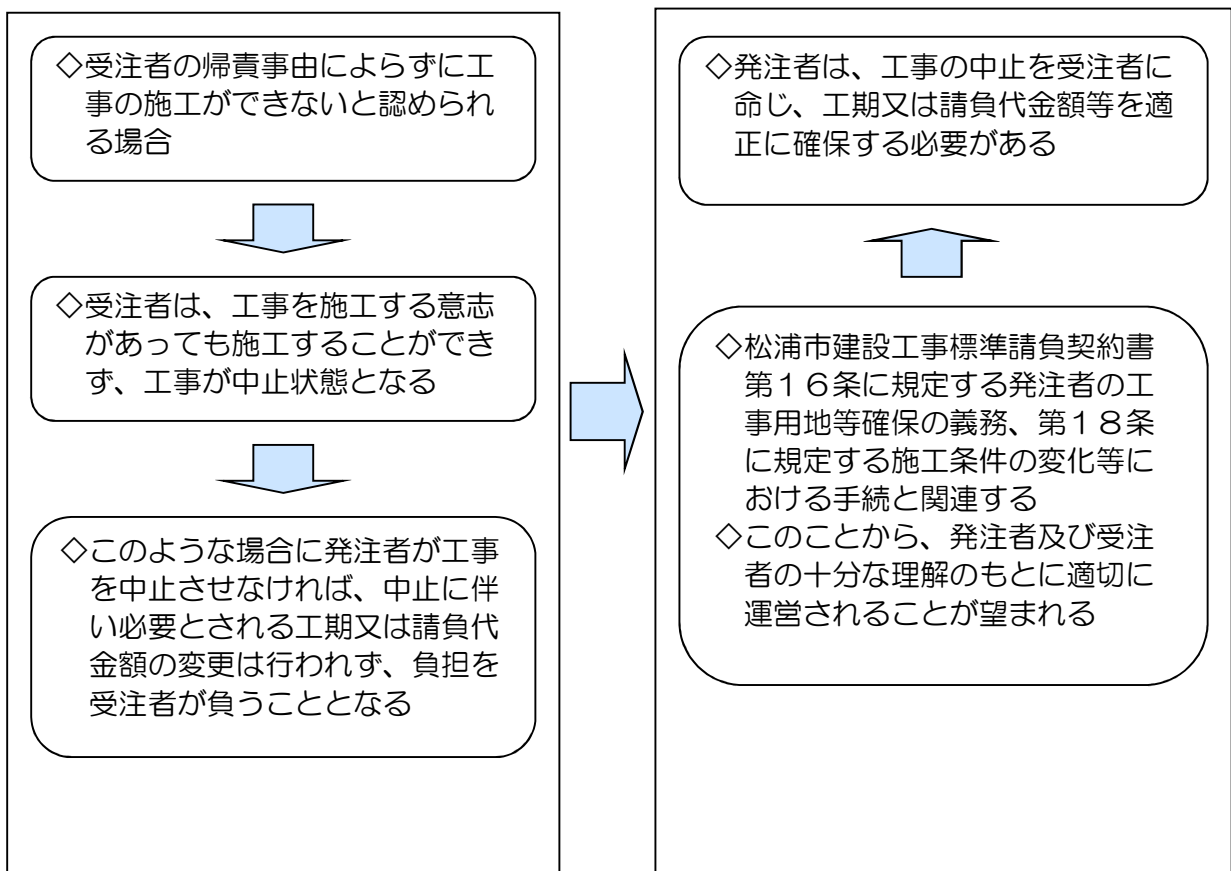 ◇受注者の帰責事由によらずに工
事の施工ができないと認められ
る場合
◇受注者は、工事を施工する意志
があっても施工することができ
ず、工事が中止状態となる
◇このような場合に発注者が工事
を中止させなければ、中止に伴
い必要とされる工期又は請負代
金額の変更は行われず、負担を
受注者が負うこととなる
◇発注者は、工事の中止を受注者に
命じ、工期又は請負代金額等を適
正に確保する必要がある
◇松浦市建設工事標準請負契約書
第１６条に規定する発注者の工
事用地等確保の義務、第１８条
に規定する施工条件の変化等に
おける手続と関連する
◇このことから、発注者及び受注
者の十分な理解のもとに適切に
運営されることが望まれる